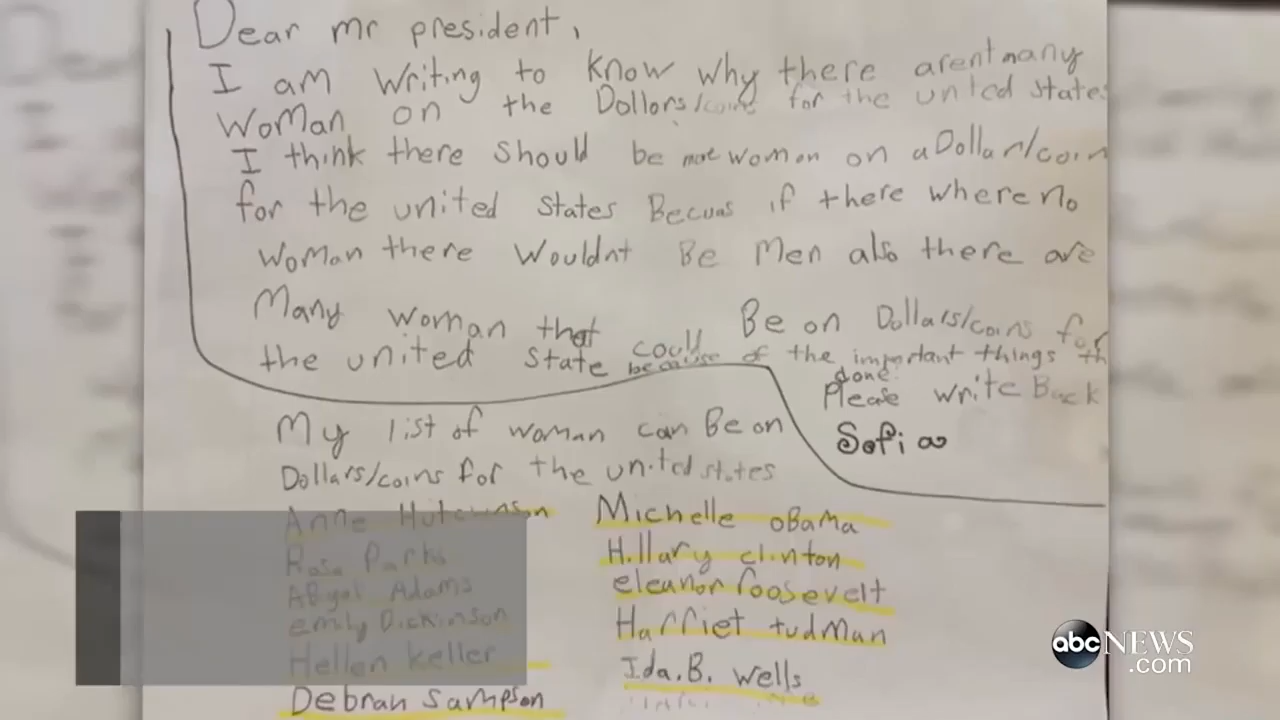 Dear mr president,
I am writing to know why there arent many
woman on the Dollors/coins for the united states
I think there should be more woman on a Dollar/coin
for the united states Becuas if there where no
woman there wouldnt Be Men also there are
Many woman that could Be on Dollars/coins for
the united state because of the important things th
done.
Please write Back
Sofia
My list of woman can Be on
Dollars/coins for the united states
Anne Hutchinson
Rosa Parks
Abgal Adams
emily Dickinson
Hellen keller
Debrah Sampson
Michelle oBama
Hillary clinton
eleanor roosevelt
Harriet tudman
Ida.B. wells
abcNEWS
.com